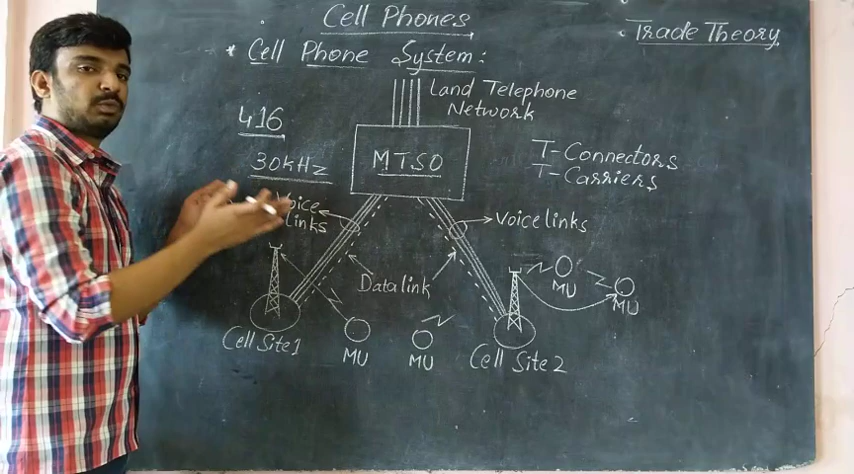 Cell Phones
• Trade Theory
* Cell Phone System:
Land Telephone
Network
416
30kHz
MTSO
T-Connectors
T-Carriers
Voice
links
Voice links
Data link
MU
MU
MU
MU
Cell Site 1
Cell Site 2